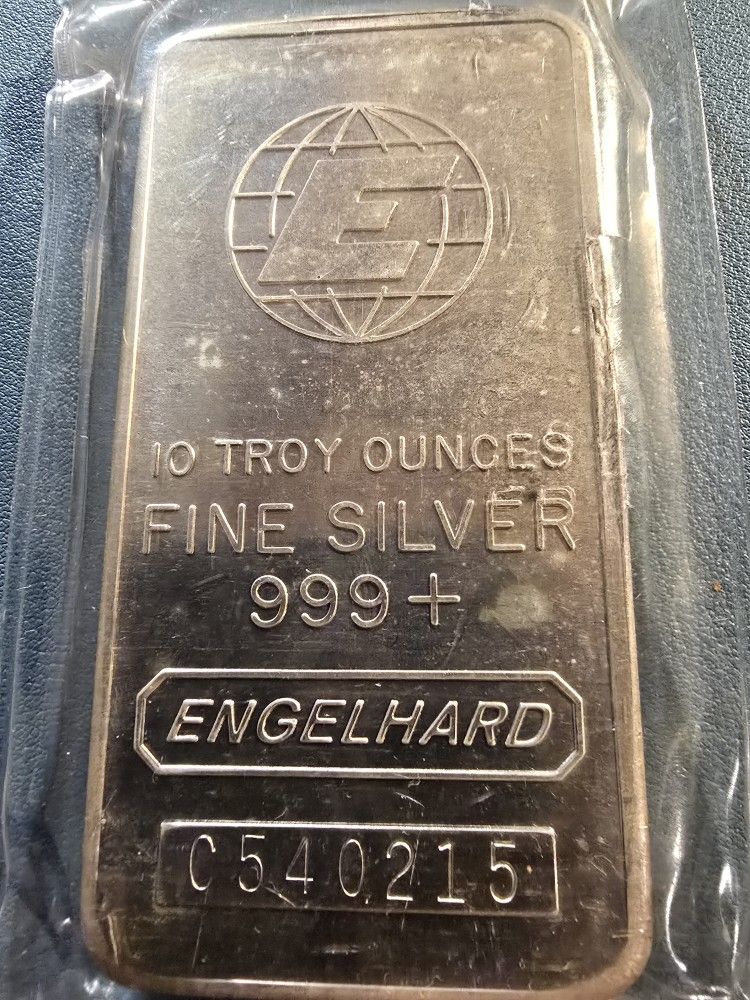 E
10 TROY OUNCES
FINE SILVER
999+
ENGELHARD
C540215